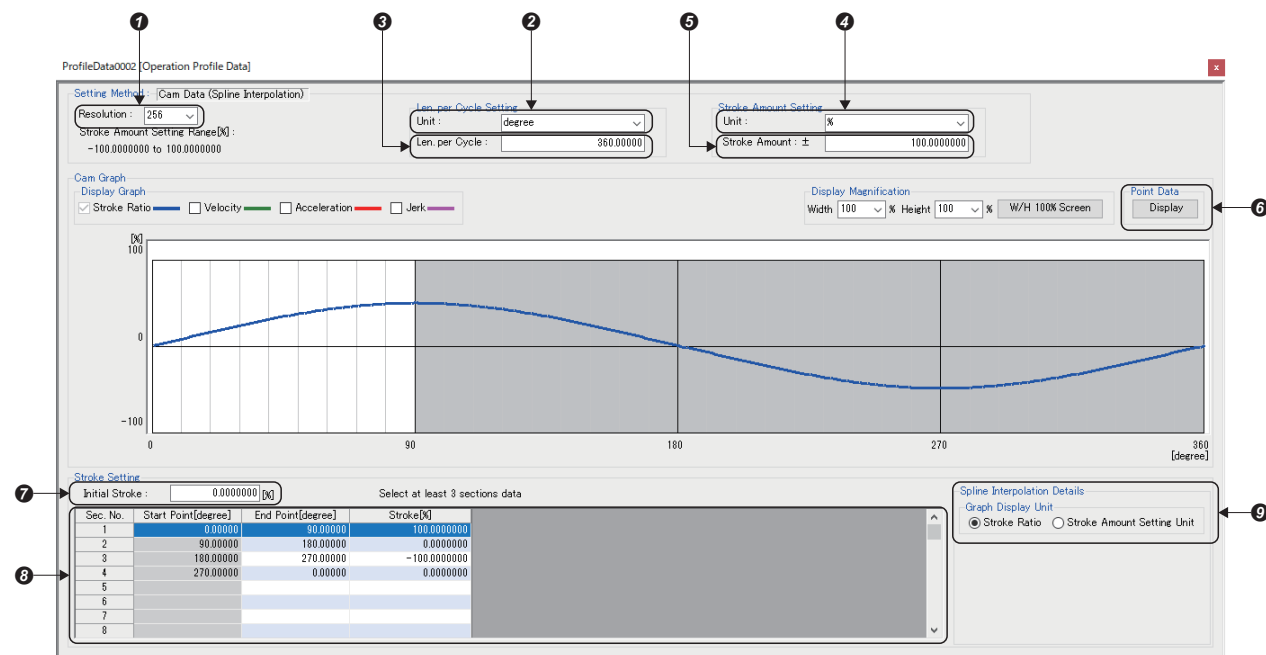 1 3 2 5 4
ProfileData0002 [Operation Profile Data] x
Setting Method : Cam Data (Spline Interpolation)
Resolution : 256
Stroke Amount Setting Range[%] :
-100.0000000 to 100.0000000
Len. per Cycle Setting
Unit : degree
Len. per Cycle : 360.00000
Stroke Amount Setting
Unit : %
Stroke Amount : ± 100.0000000
Cam Graph
Display Graph
Stroke Ratio Velocity Acceleration Jerk
Display Magnification
Width 100 % Height 100 % W/H 100% Screen
Point Data
Display
6
[%]
100
0
-100
0 90 180 270 360
[degree]
Stroke Setting
7
Initial Stroke : 0.0000000 [%] Select at least 3 sections data
Sec. No. Start Point[degree] End Point[degree] Stroke[%]
1 0.00000 90.00000 100.0000000
2 90.00000 180.00000 0.0000000
3 180.00000 270.00000 -100.0000000
4 270.00000 0.00000 0.0000000
5
6
7
8
8
Spline Interpolation Details
Graph Display Unit
Stroke Ratio Stroke Amount Setting Unit
9